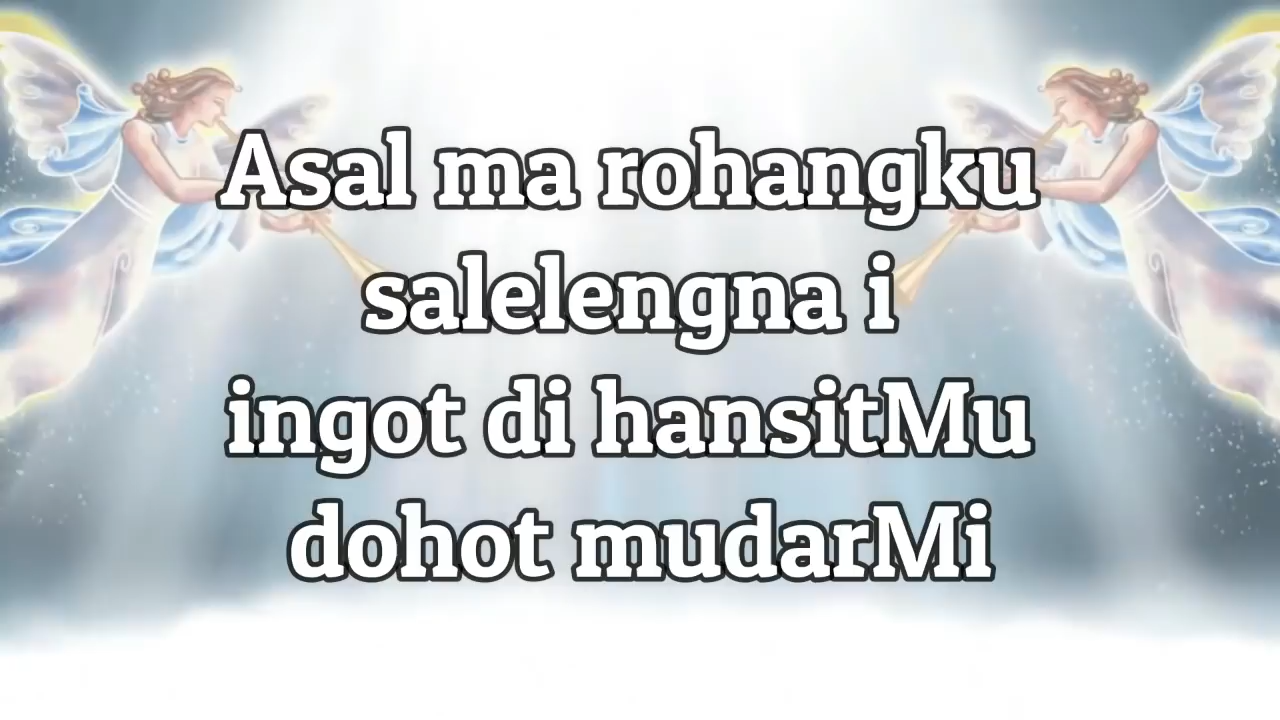 Asal ma rohangku
salelengna i
ingot di hansitMu
dohot mudarMi